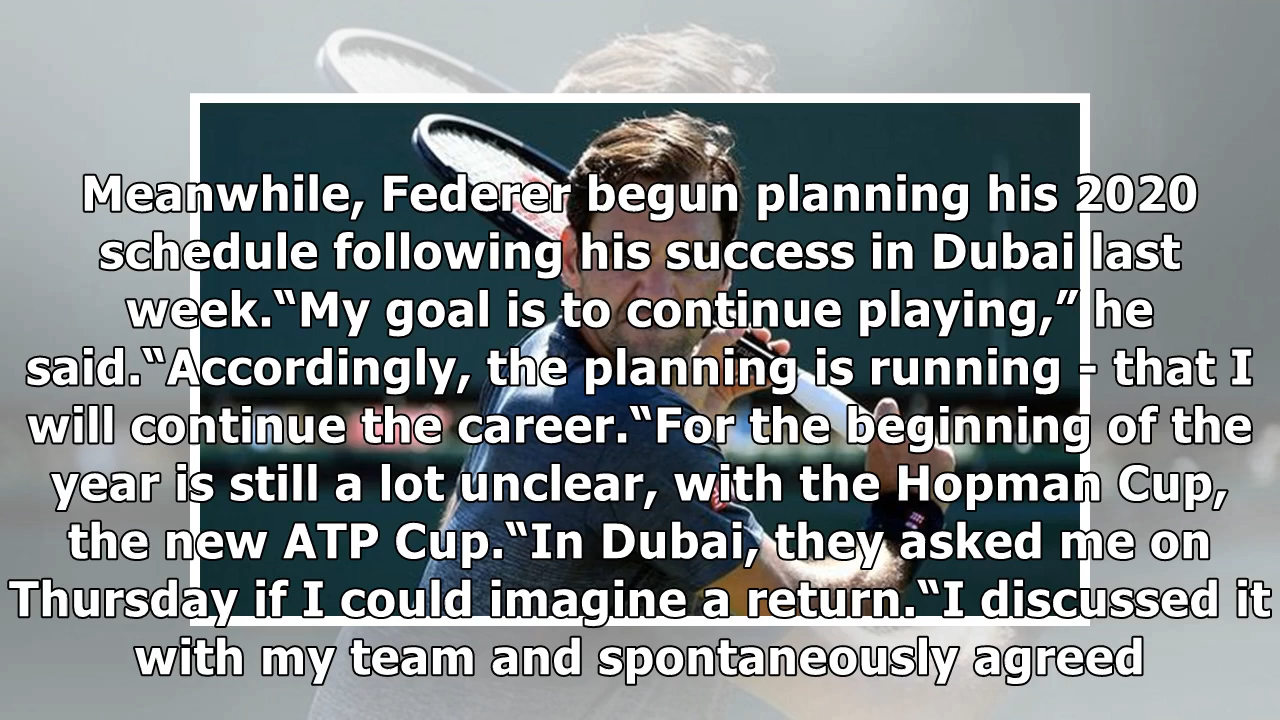 Meanwhile, Federer begun planning his 2020
schedule following his success in Dubai last
week.“My goal is to continue playing,” he
said.“Accordingly, the planning is running - that I
will continue the career.“For the beginning of the
year is still a lot unclear, with the Hopman Cup,
the new ATP Cup.“In Dubai, they asked me on
Thursday if I could imagine a return.“I discussed it
with my team and spontaneously agreed